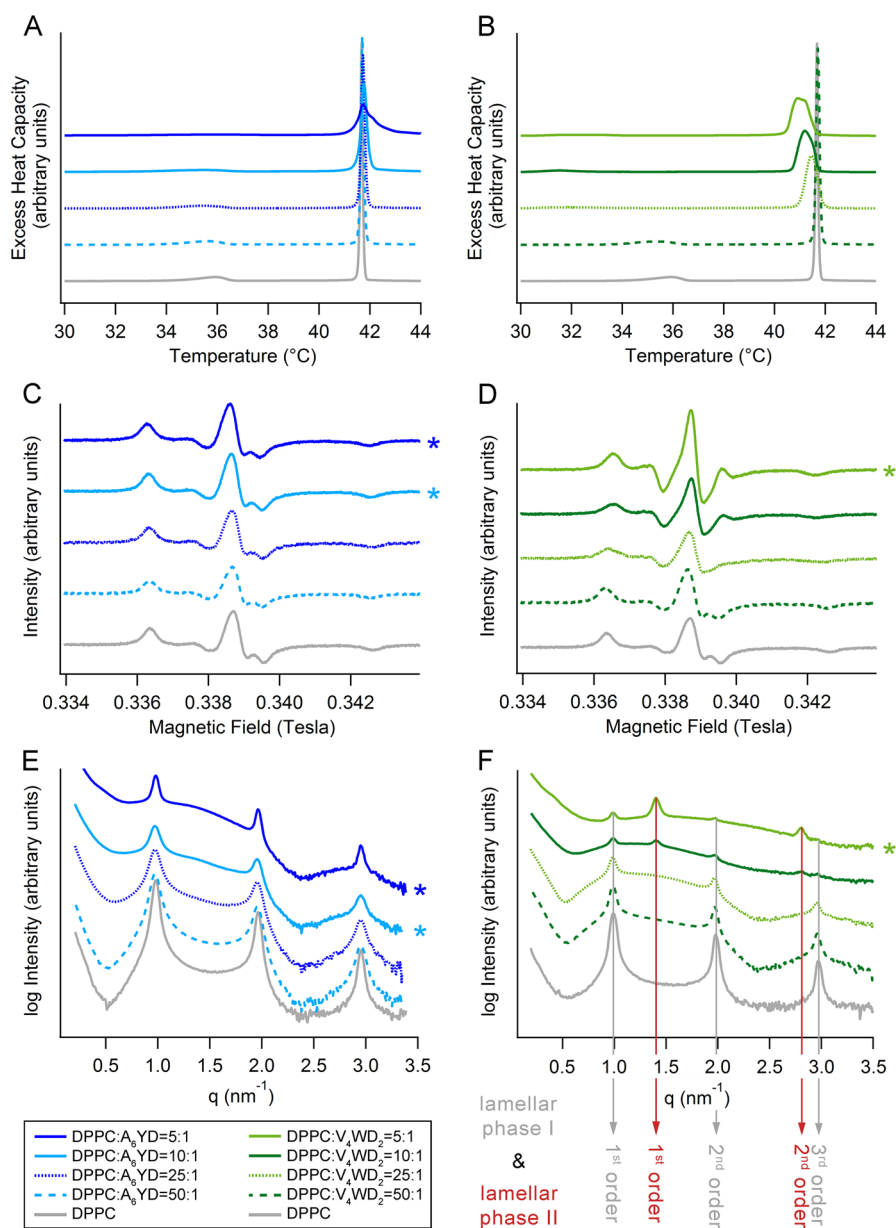 A
Excess Heat Capacity
(arbitrary units)
30 32 34 36 38 40 42 44
Temperature (°C)
B
Excess Heat Capacity
(arbitrary units)
30 32 34 36 38 40 42 44
Temperature (°C)
C
Intensity (arbitrary units)
*
*
0.334 0.336 0.338 0.340 0.342
Magnetic Field (Tesla)
D
Intensity (arbitrary units)
*
0.334 0.336 0.338 0.340 0.342
Magnetic Field (Tesla)
E
log Intensity (arbitrary units)
*
*
0.5 1.0 1.5 2.0 2.5 3.0 3.5
q (nm⁻¹)
F
log Intensity (arbitrary units)
*
0.5 1.0 1.5 2.0 2.5 3.0 3.5
q (nm⁻¹)
lamellar
phase I
&
lamellar
phase II
1st order
1st order
2nd order
2nd order
3rd order
DPPC:A₆YD=5:1
DPPC:A₆YD=10:1
DPPC:A₆YD=25:1
DPPC:A₆YD=50:1
DPPC
DPPC:V₄WD₂=5:1
DPPC:V₄WD₂=10:1
DPPC:V₄WD₂=25:1
DPPC:V₄WD₂=50:1
DPPC